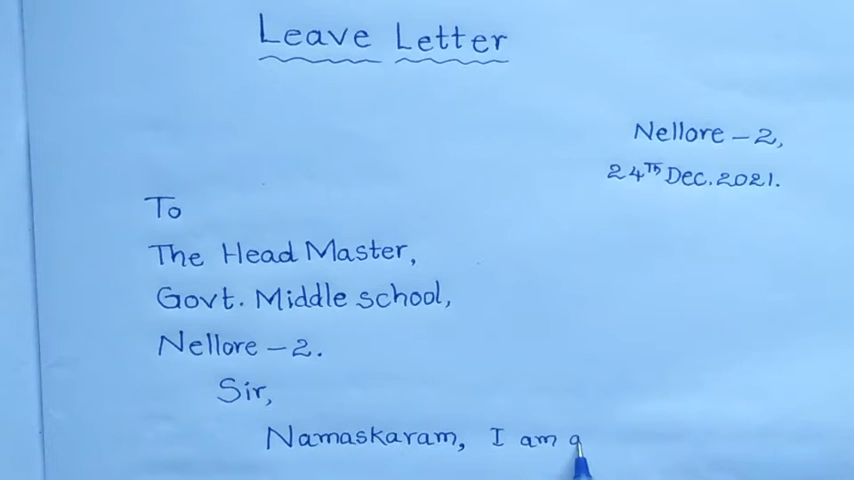 Leave Letter
Nellore - 2,
24Th Dec. 2021.
To
The Head Master,
Govt. Middle school,
Nellore - 2.
Sir,
Namaskaram, I am a